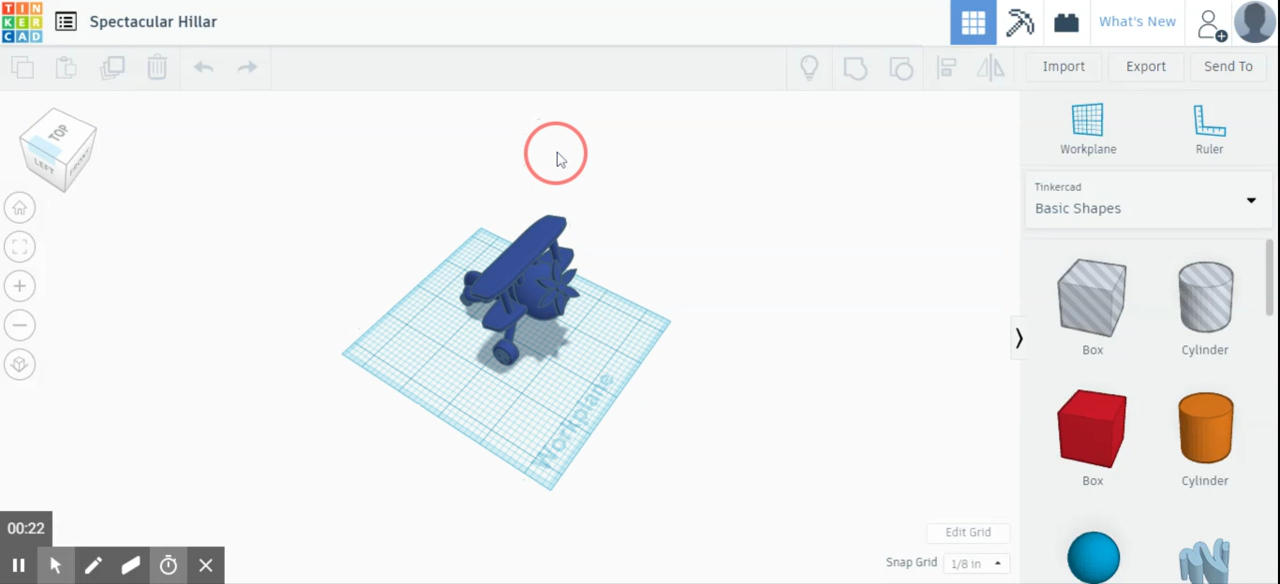 TIN
KER
CAD
Spectacular Hillar
What's New
Import
Export
Send To
TOP
LEFT
FRONT
Workplane
Ruler
Tinkercad
Basic Shapes
Box
Cylinder
Box
Cylinder
Workplane
Edit Grid
Snap Grid
1/8 in
00:22